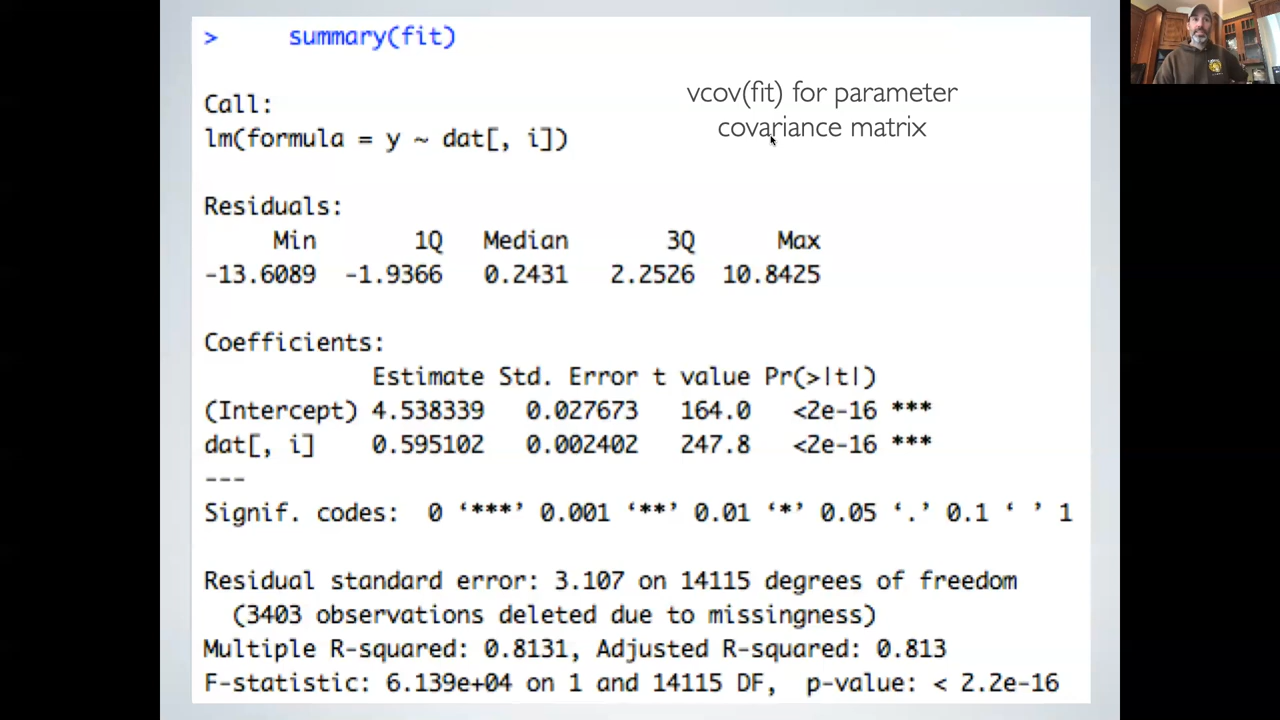 > summary(fit)
vcov(fit) for parameter
covariance matrix
Call:
lm(formula = y ~ dat[, i])
Residuals:
Min 1Q Median 3Q Max
-13.6089 -1.9366 0.2431 2.2526 10.8425
Coefficients:
Estimate Std. Error t value Pr(>|t|)
(Intercept) 4.538339 0.027673 164.0 <2e-16 ***
dat[, i] 0.595102 0.002402 247.8 <2e-16 ***
---
Signif. codes: 0 ‘***’ 0.001 ‘**’ 0.01 ‘*’ 0.05 ‘.’ 0.1 ‘ ’ 1
Residual standard error: 3.107 on 14115 degrees of freedom
(3403 observations deleted due to missingness)
Multiple R-squared: 0.8131, Adjusted R-squared: 0.813
F-statistic: 6.139e+04 on 1 and 14115 DF, p-value: < 2.2e-16